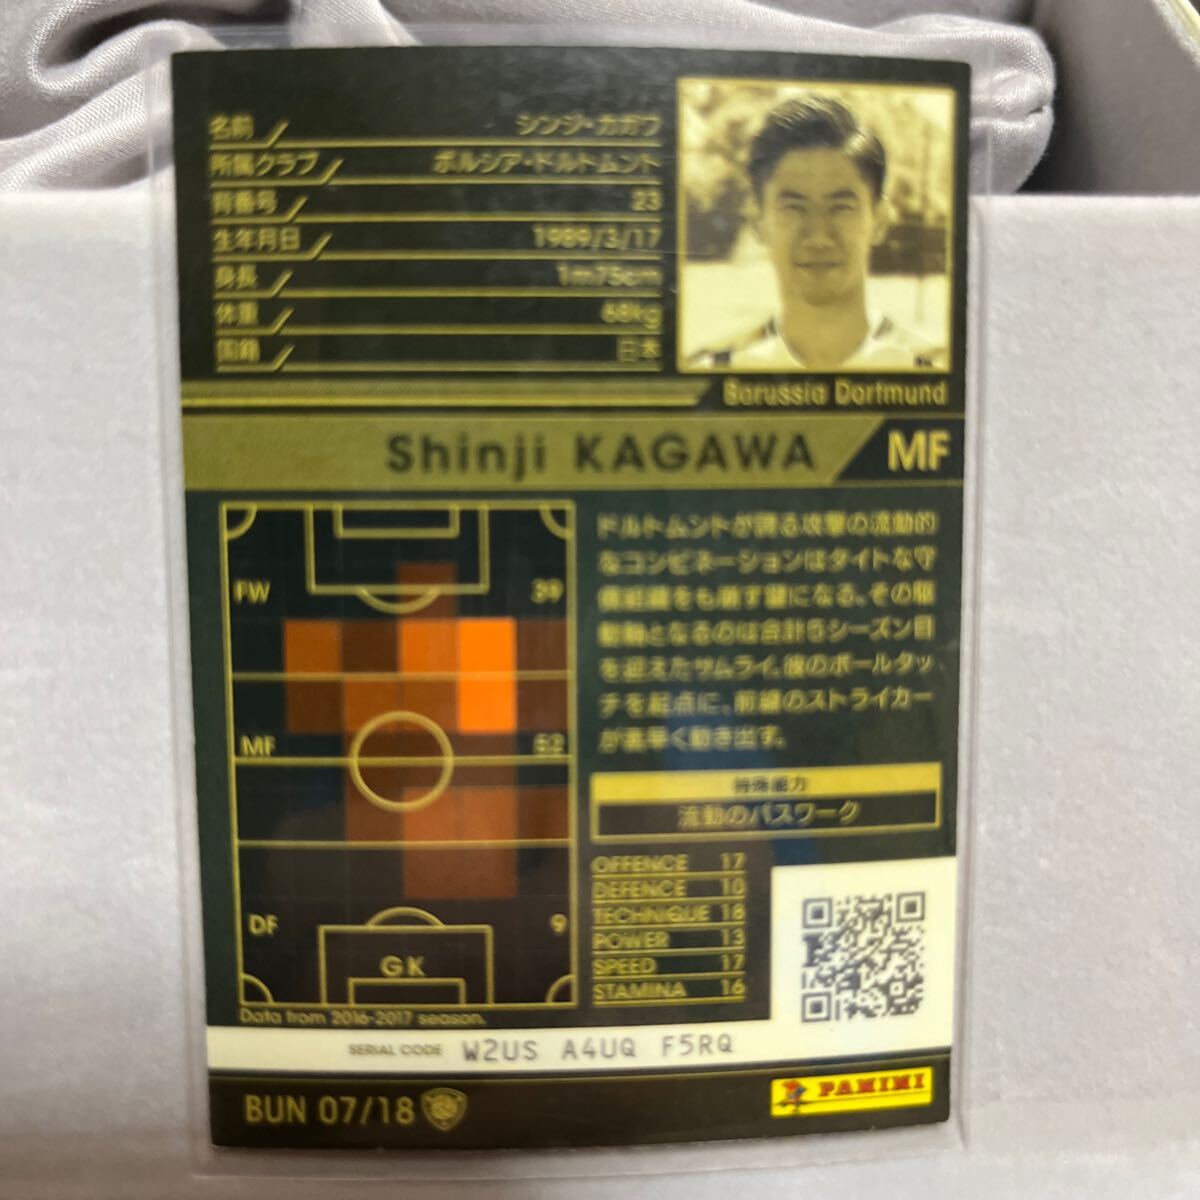 名前 シンジ・カガワ
所属クラブ ボルシア・ドルトムント
背番号 23
生年月日 1989/3/17
身長 1m75cm
体重 68kg
国籍 日本
Borussia Dortmund
Shinji KAGAWA MF
FW 39
MF 52
DF 9
GK
Data from 2016-2017 season.
ドルトムントが誇る攻撃の流動的
なコンビネーションはタイトな守
備組織をも崩す鍵になる。その駆
動軸となるのは合計5シーズン目
を迎えたサムライ。彼のボールタッ
チを起点に、前線のストライカー
が素早く動き出す。
特殊能力
流動のパスワーク
OFFENCE 17
DEFENCE 10
TECHNIQUE 18
POWER 13
SPEED 17
STAMINA 16
SERIAL CODE W2US A4UQ F5RQ
BUN 07/18
PANINI